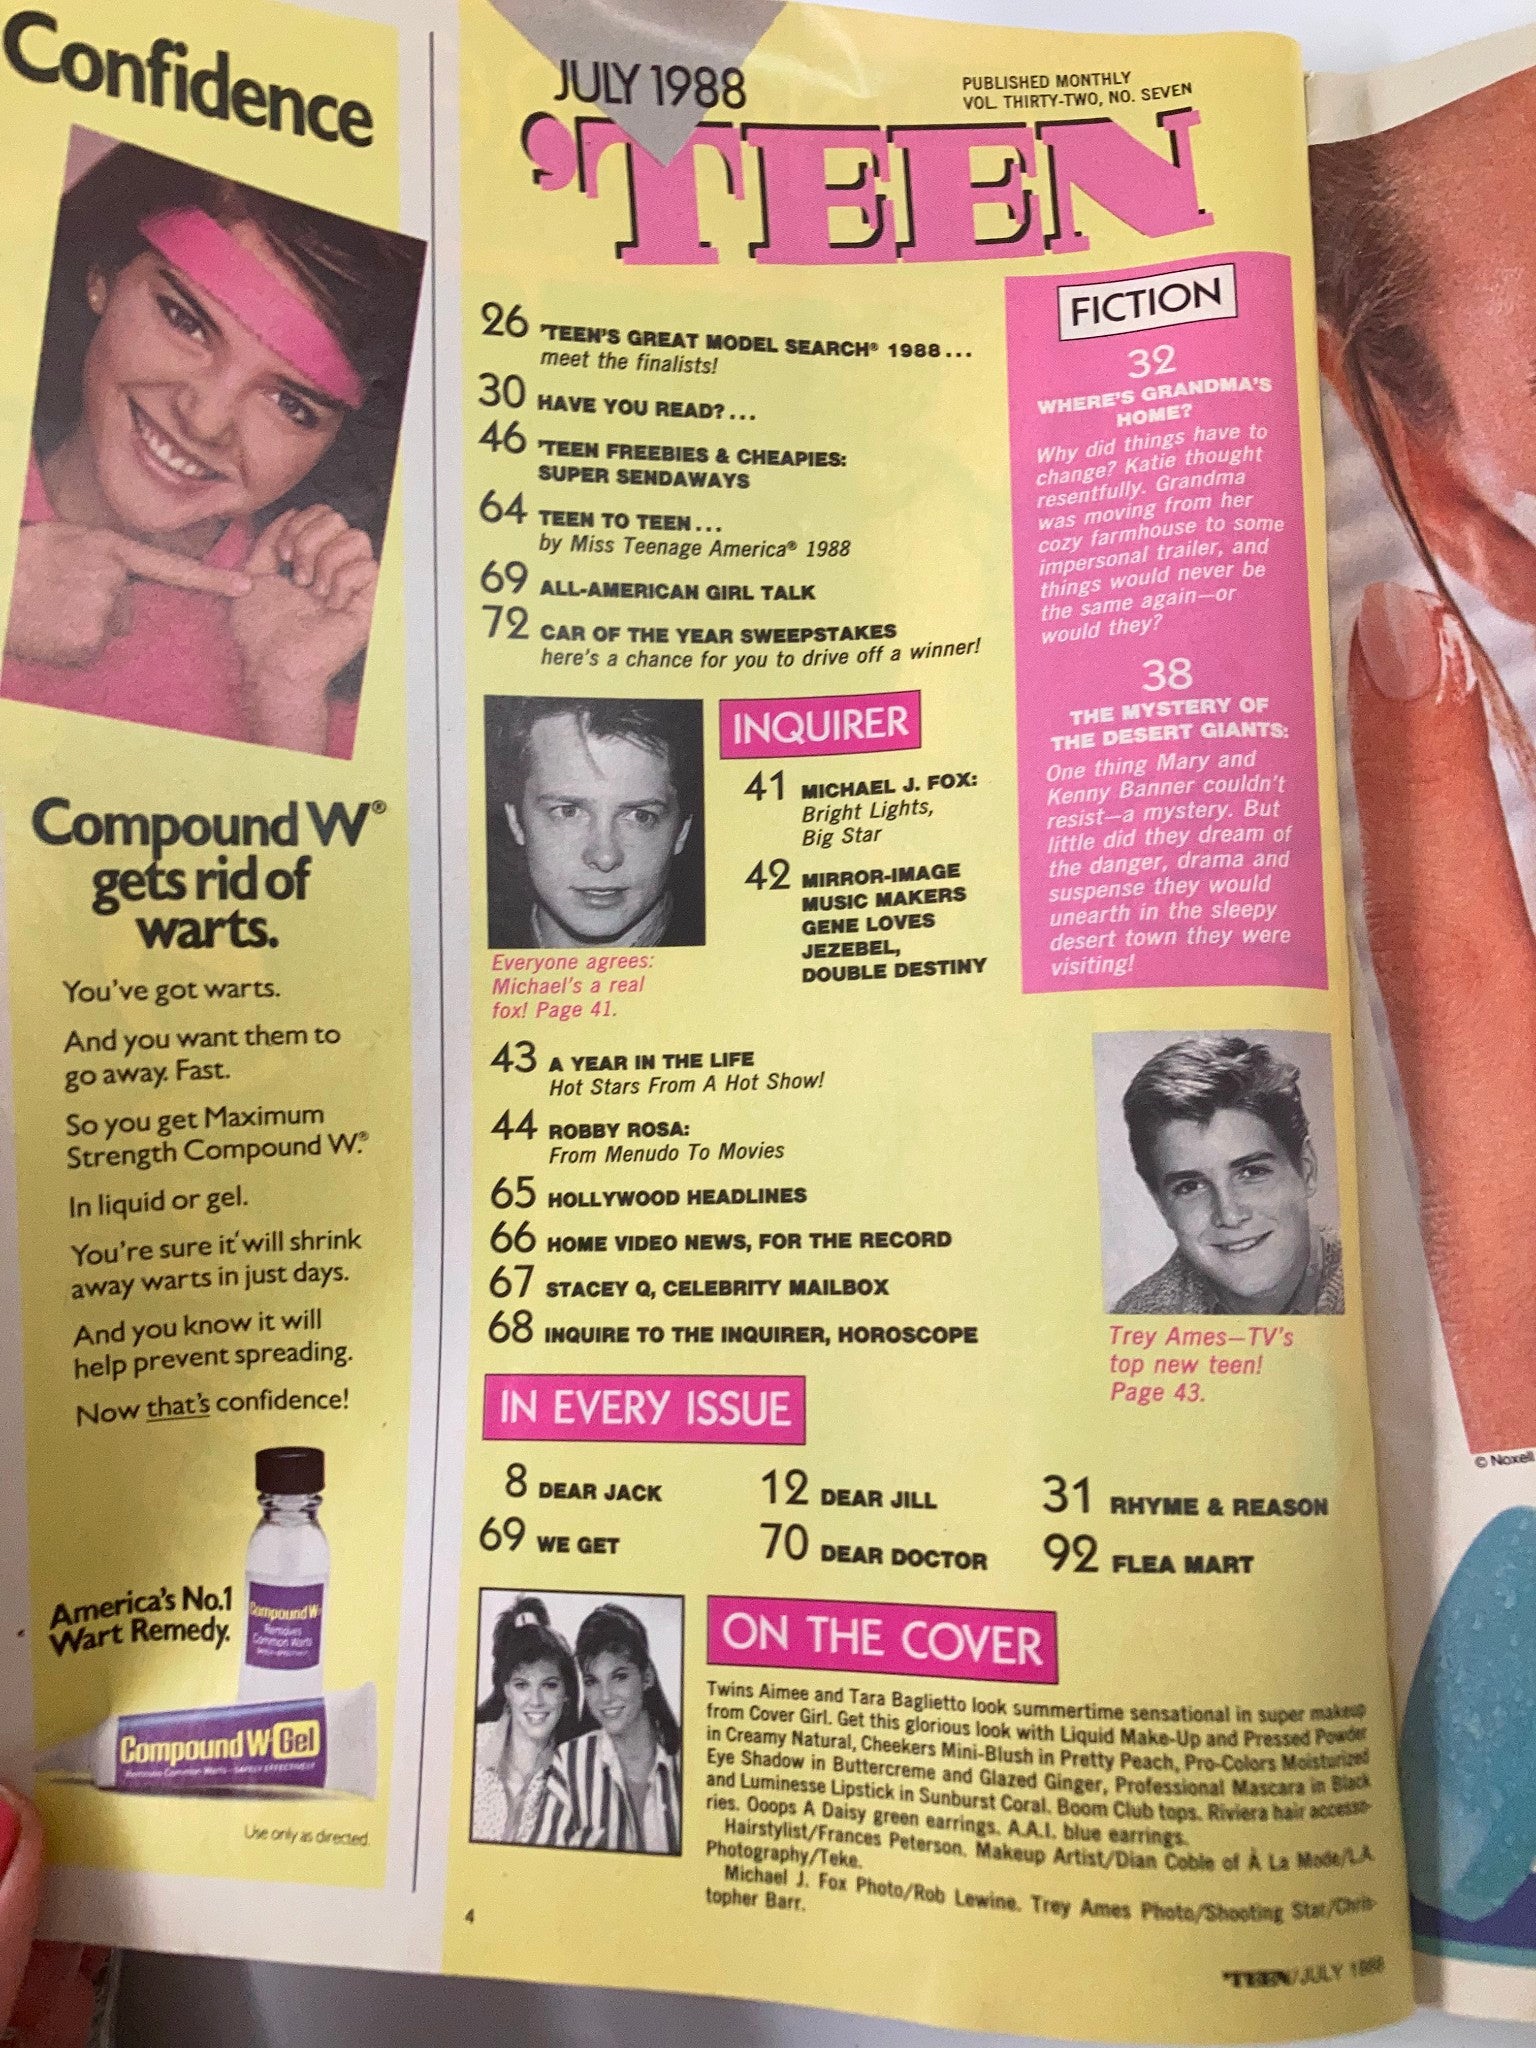 Confidence
Compound W®
gets rid of
warts.
You've got warts.
And you want them to
go away. Fast.
So you get Maximum
Strength Compound W.®
In liquid or gel.
You're sure it will shrink
away warts in just days.
And you know it will
help prevent spreading.
Now that's confidence!
America's No.1
Wart Remedy.
Compound W
Removes
Common Warts
Compound W Gel
Removes Common Warts – SAFELY EFFECTIVELY
Use only as directed.
JULY 1988
PUBLISHED MONTHLY
VOL. THIRTY-TWO, NO. SEVEN
'TEEN
26 'TEEN'S GREAT MODEL SEARCH® 1988...
meet the finalists!
30 HAVE YOU READ?...
46 'TEEN FREEBIES & CHEAPIES:
SUPER SENDAWAYS
64 TEEN TO TEEN...
by Miss Teenage America® 1988
69 ALL-AMERICAN GIRL TALK
72 CAR OF THE YEAR SWEEPSTAKES
here's a chance for you to drive off a winner!
INQUIRER
41 MICHAEL J. FOX:
Bright Lights,
Big Star
42 MIRROR-IMAGE
MUSIC MAKERS
GENE LOVES
JEZEBEL,
DOUBLE DESTINY
Everyone agrees:
Michael's a real
fox! Page 41.
43 A YEAR IN THE LIFE
Hot Stars From A Hot Show!
44 ROBBY ROSA:
From Menudo To Movies
65 HOLLYWOOD HEADLINES
66 HOME VIDEO NEWS, FOR THE RECORD
67 STACEY Q, CELEBRITY MAILBOX
68 INQUIRE TO THE INQUIRER, HOROSCOPE
FICTION
32
WHERE'S GRANDMA'S
HOME?
Why did things have to
change? Katie thought
resentfully. Grandma
was moving from her
cozy farmhouse to some
impersonal trailer, and
things would never be
the same again—or
would they?
38
THE MYSTERY OF
THE DESERT GIANTS:
One thing Mary and
Kenny Banner couldn't
resist—a mystery. But
little did they dream of
the danger, drama and
suspense they would
unearth in the sleepy
desert town they were
visiting!
Trey Ames—TV's
top new teen!
Page 43.
IN EVERY ISSUE
8 DEAR JACK 12 DEAR JILL 31 RHYME & REASON
69 WE GET 70 DEAR DOCTOR 92 FLEA MART
ON THE COVER
Twins Aimee and Tara Baglietto look summertime sensational in super makeup
from Cover Girl. Get this glorious look with Liquid Make-Up and Pressed Powder
in Creamy Natural, Cheekers Mini-Blush in Pretty Peach, Pro-Colors Moisturized
Eye Shadow in Buttercreme and Glazed Ginger, Professional Mascara in Black
and Luminesse Lipstick in Sunburst Coral. Boom Club tops. Riviera hair accesso-
ries. Ooops A Daisy green earrings. A.A.I. blue earrings.
Hairstylist/Frances Peterson. Makeup Artist/Dian Coble of À La Mode/LA
Photography/Teke.
Michael J. Fox Photo/Rob Lewine. Trey Ames Photo/Shooting Star/Chris-
topher Barr.
4
'TEEN/JULY 1988
© Noxell